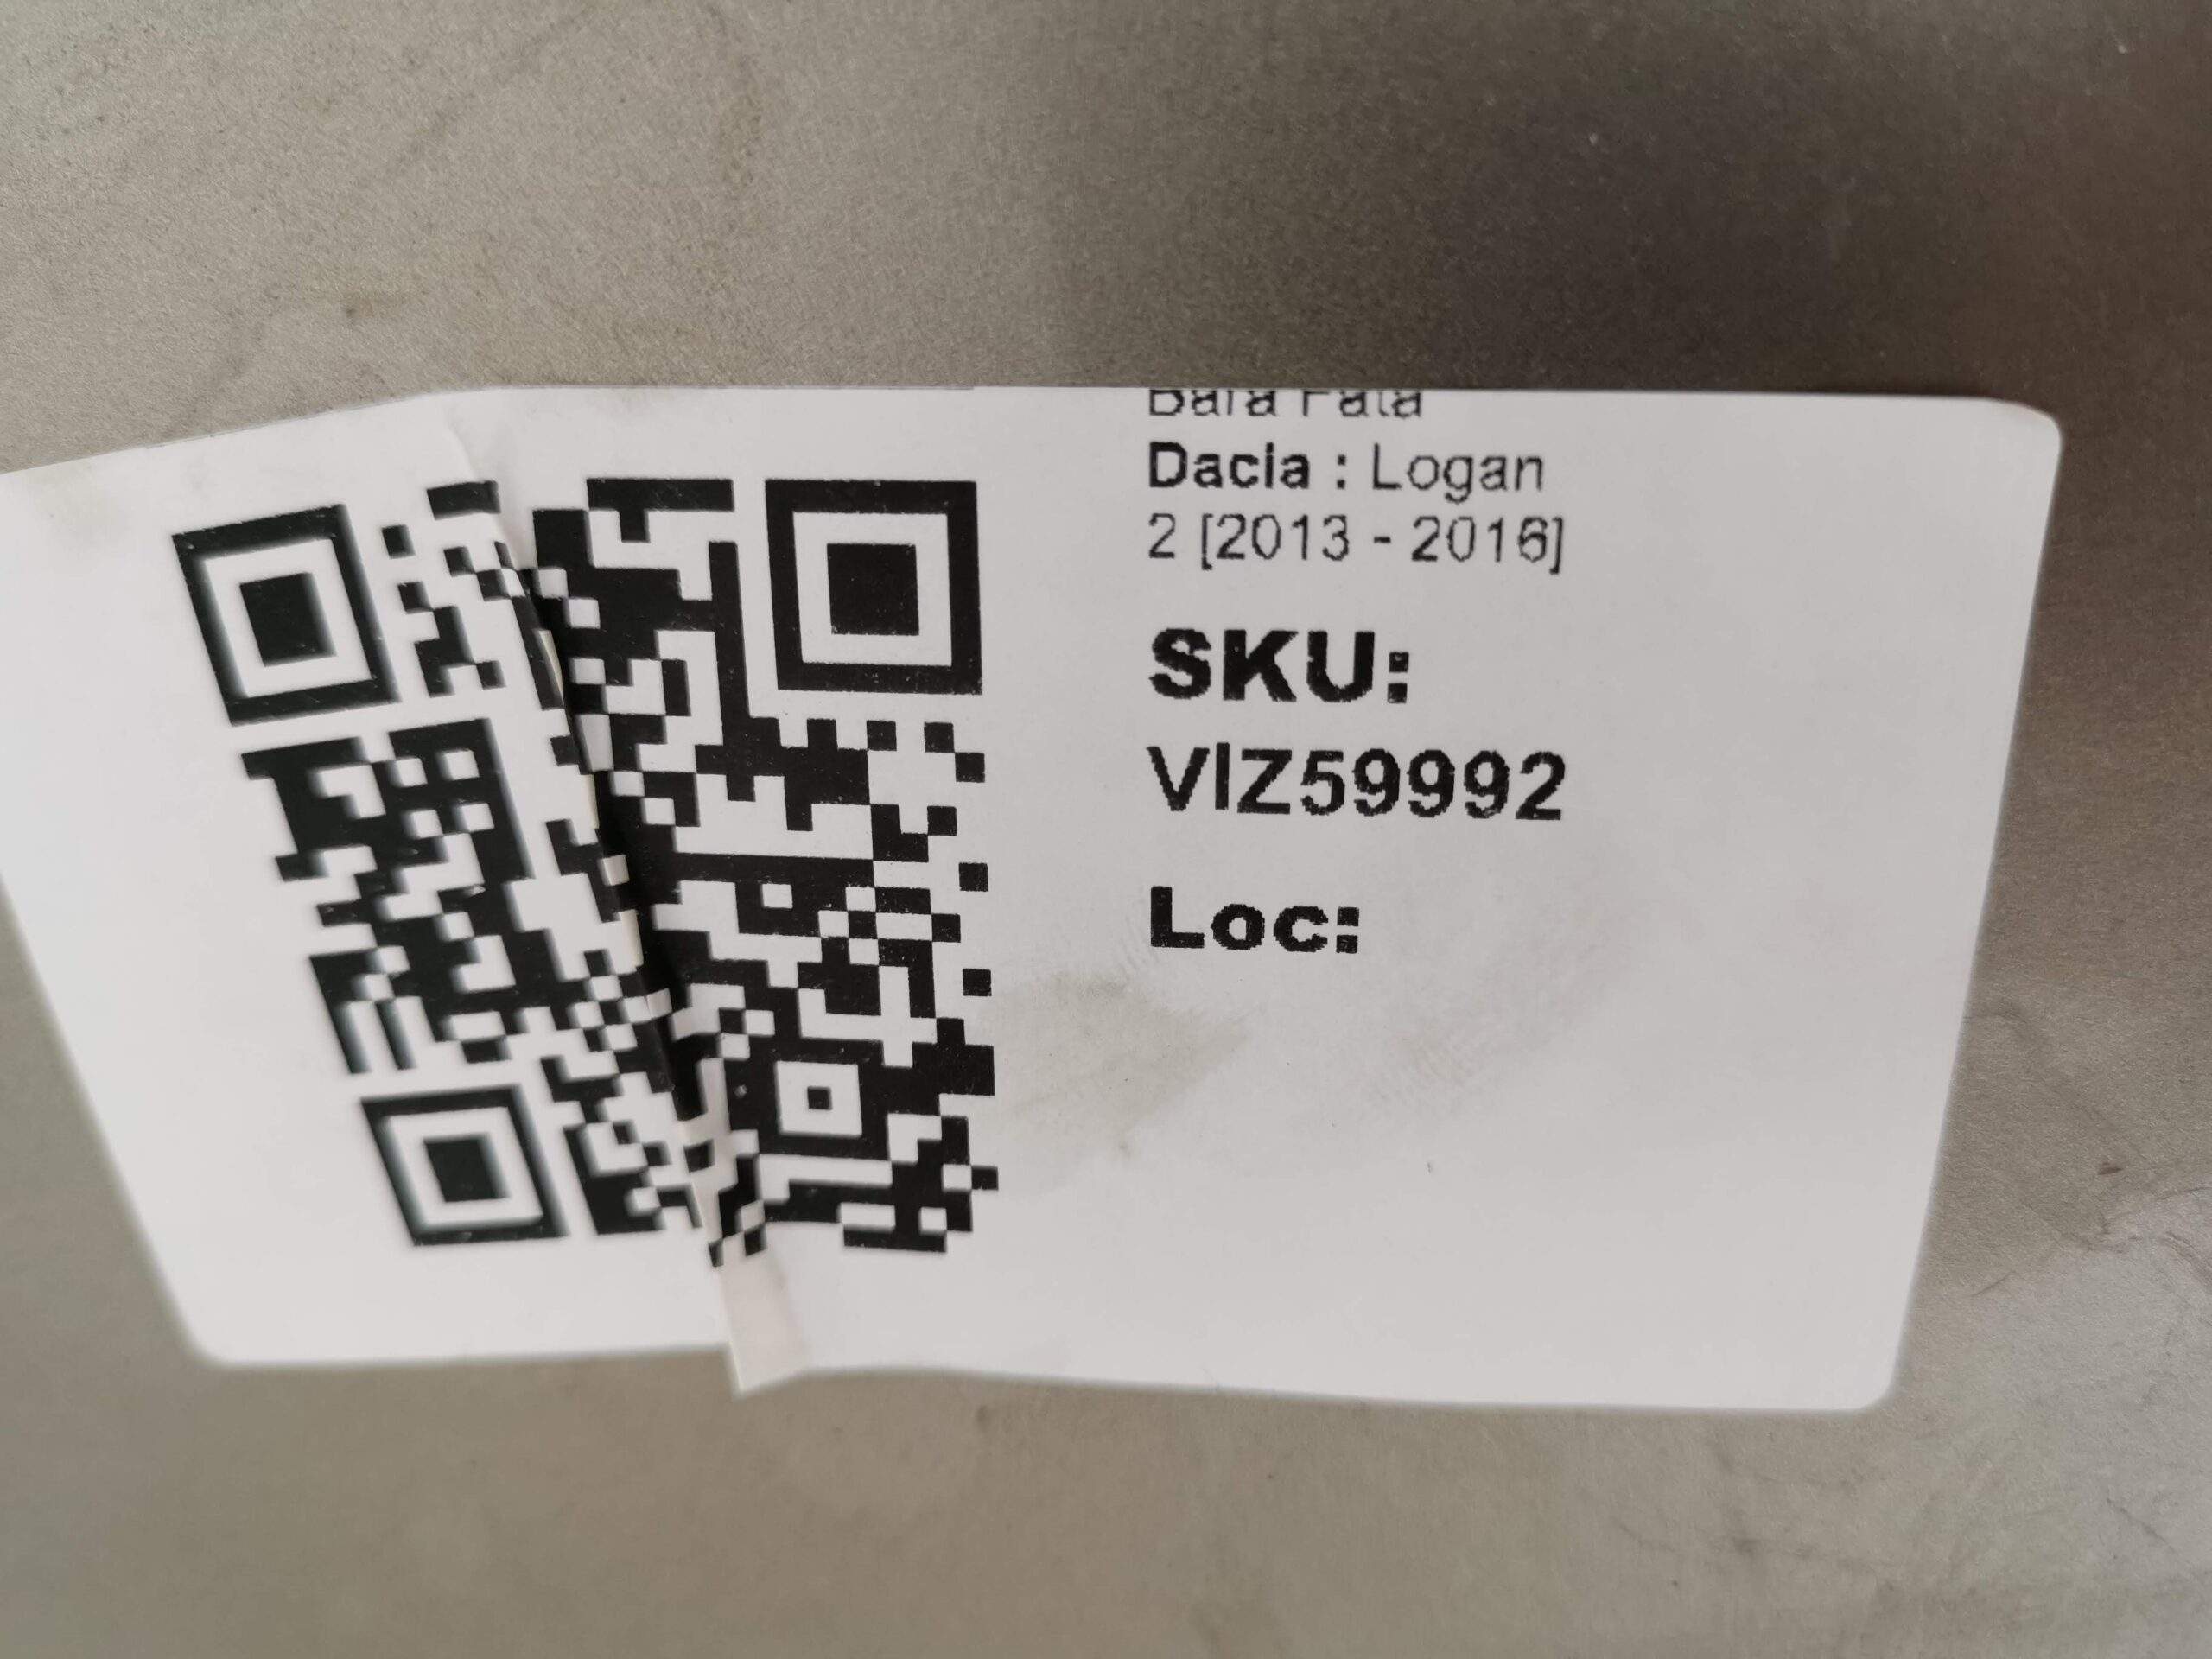 Bara Fata
Dacia : Logan
2 [2013 - 2016]
SKU:
VIZ59992
Loc: